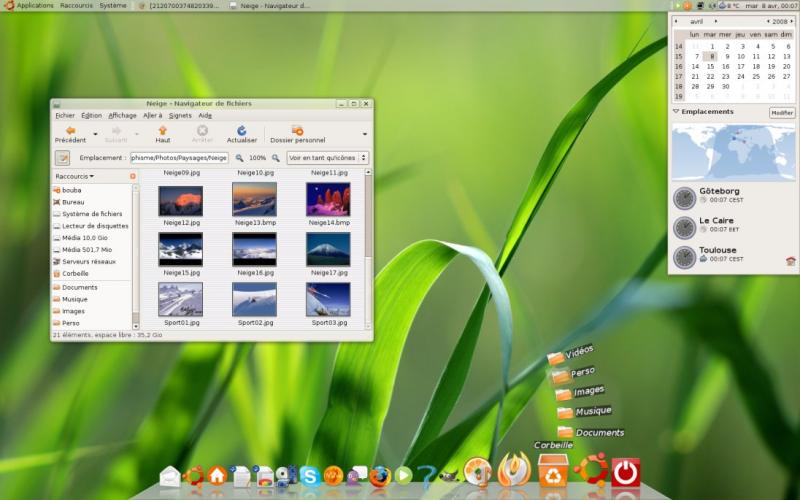 Applications Raccourcis Système [2120700374820339... Neige - Navigateur d... 8 °C mar 8 avr, 00:07
avril 2008
lun mar mer jeu ven sam dim
14 31 1 2 3 4 5 6
15 7 8 9 10 11 12 13
16 14 15 16 17 18 19 20
17 21 22 23 24 25 26 27
18 28 29 30 1 2 3 4
19 5 6 7 8 9 10 11
Emplacements Modifier
Göteborg
00:07 CEST
Le Caire
00:07 EET
Toulouse
00:07 CEST
Neige - Navigateur de fichiers
Fichier Édition Affichage Aller à Signets Aide
Précédent Suivant Haut Arrêter Actualiser Dossier personnel
Emplacement : phisme/Photos/Paysages/Neige 100% Voir en tant qu'icônes
Raccourcis
bouba
Bureau
Système de fichiers
Lecteur de disquettes
Média 10,0 Gio
Média 501,7 Mio
Serveurs réseaux
Corbeille
Documents
Musique
Images
Perso
Neige09.jpg Neige10.jpg Neige11.jpg
Neige12.jpg Neige13.bmp Neige14.bmp
Neige15.jpg Neige16.jpg Neige17.jpg
Sport01.jpg Sport02.jpg Sport03.jpg
21 éléments, espace libre : 35,2 Gio
Vidéos
Perso
Images
Musique
Documents
Corbeille